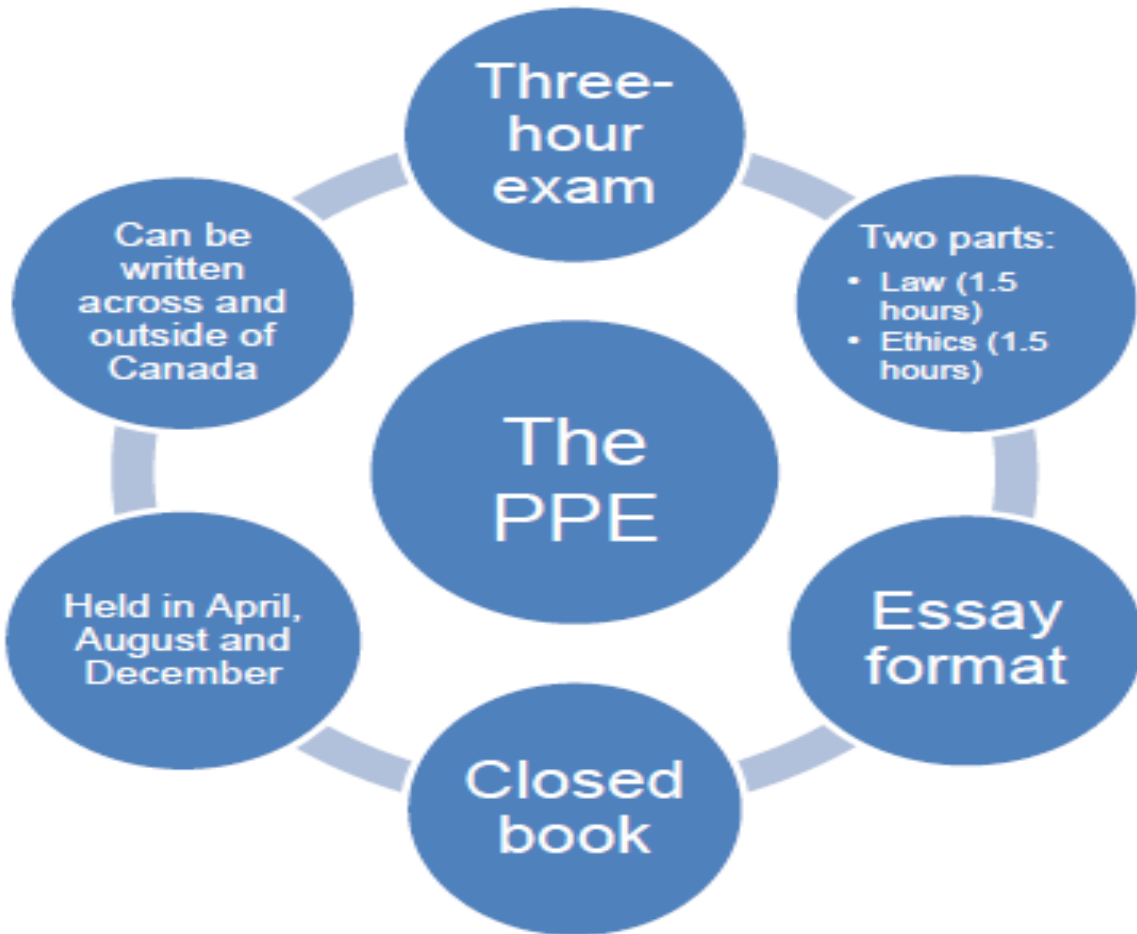 Three-
hour
exam
Two parts:
• Law (1.5
hours)
• Ethics (1.5
hours)
Essay
format
Closed
book
Held in April,
August and
December
Can be
written
across and
outside of
Canada
The
PPE